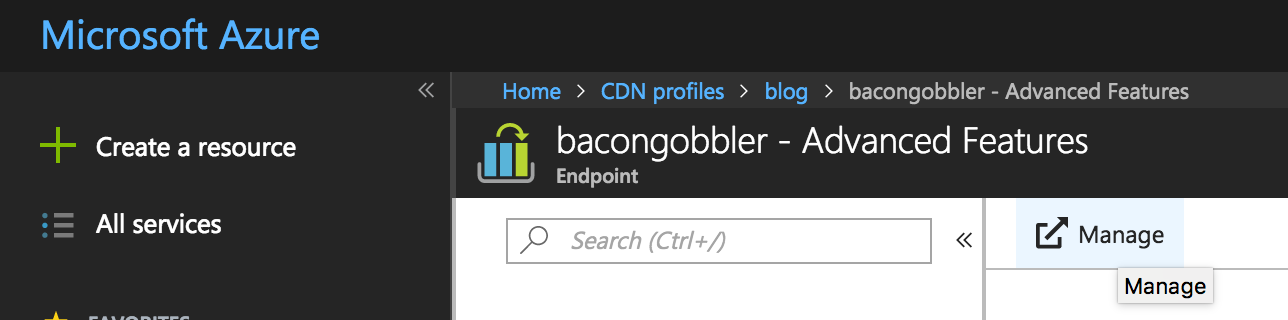 Microsoft Azure
Home > CDN profiles > blog > bacongobbler - Advanced Features
Create a resource
bacongobbler - Advanced Features
Endpoint
All services
Search (Ctrl+/)
Manage
Manage
FAVORITES